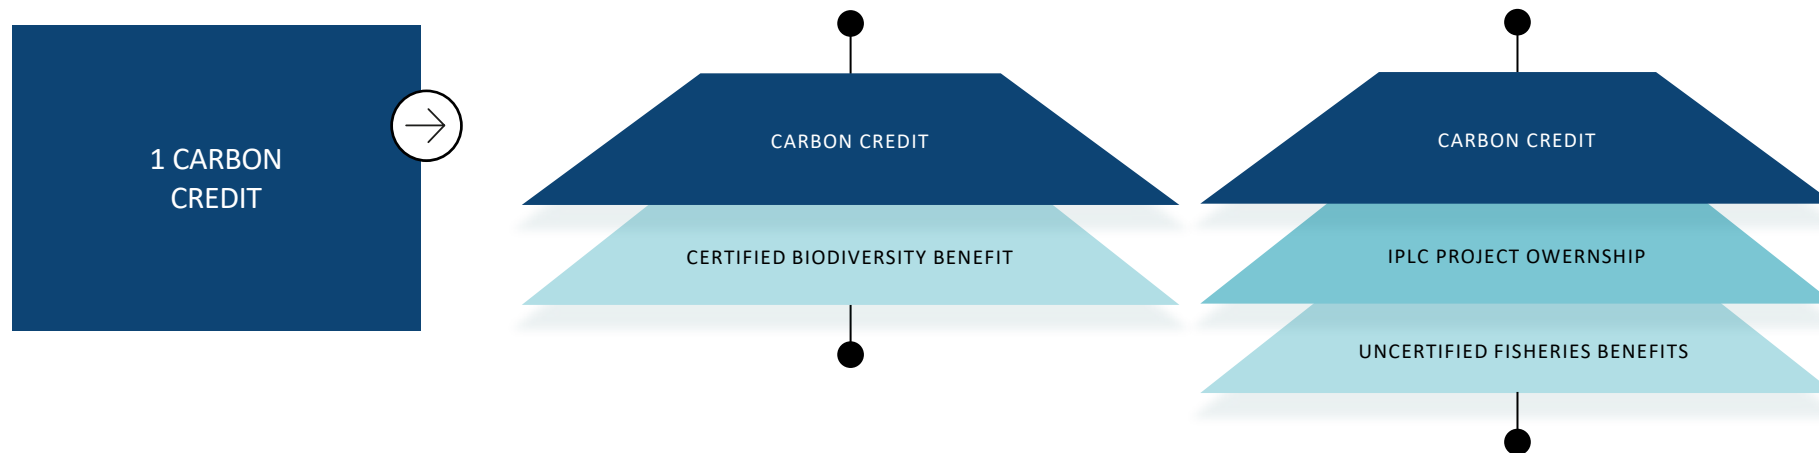 1 CARBON
CREDIT
CARBON CREDIT
CERTIFIED BIODIVERSITY BENEFIT
CARBON CREDIT
IPLC PROJECT OWERNSHIP
UNCERTIFIED FISHERIES BENEFITS